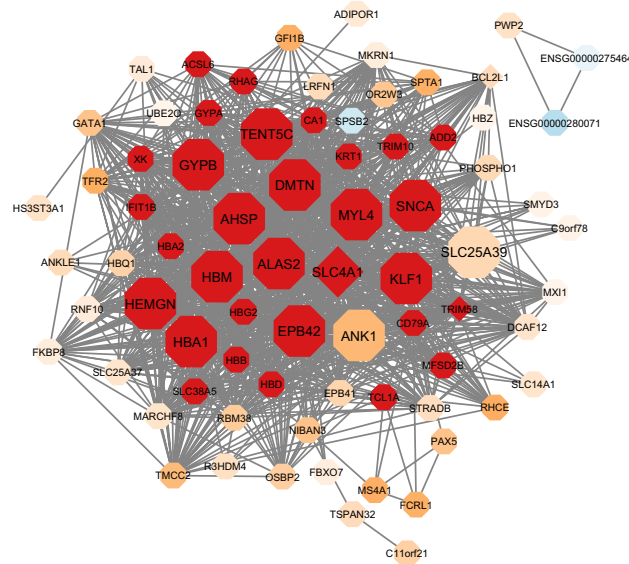 ADIPOR1
PWP2
GFI1B
ENSG00000275464
MKRN1
TAL1
ACSL6
RHAG
LRFN1
SPTA1
BCL2L1
OR2W3
UBE2O
GYPA
CA1
SPSB2
HBZ
ENSG00000280071
GATA1
TENT5C
ADD2
TRIM10
XK
KRT1
GYPB
PHOSPHO1
TFR2
DMTN
IFIT1B
SNCA
SMYD3
HS3ST3A1
AHSP
MYL4
C9orf78
HBA2
SLC25A39
ANKLE1
HBQ1
ALAS2
SLC4A1
HBM
KLF1
MXI1
RNF10
HEMGN
HBG2
TRIM58
CD79A
DCAF12
EPB42
ANK1
HBA1
FKBP8
HBB
MFSD2B
SLC25A37
HBD
SLC14A1
SLC38A5
EPB41
TCL1A
STRADB
RHCE
MARCHF8
RBM38
NIBAN3
PAX5
R3HDM4
FBXO7
TMCC2
OSBP2
MS4A1
FCRL1
TSPAN32
C11orf21